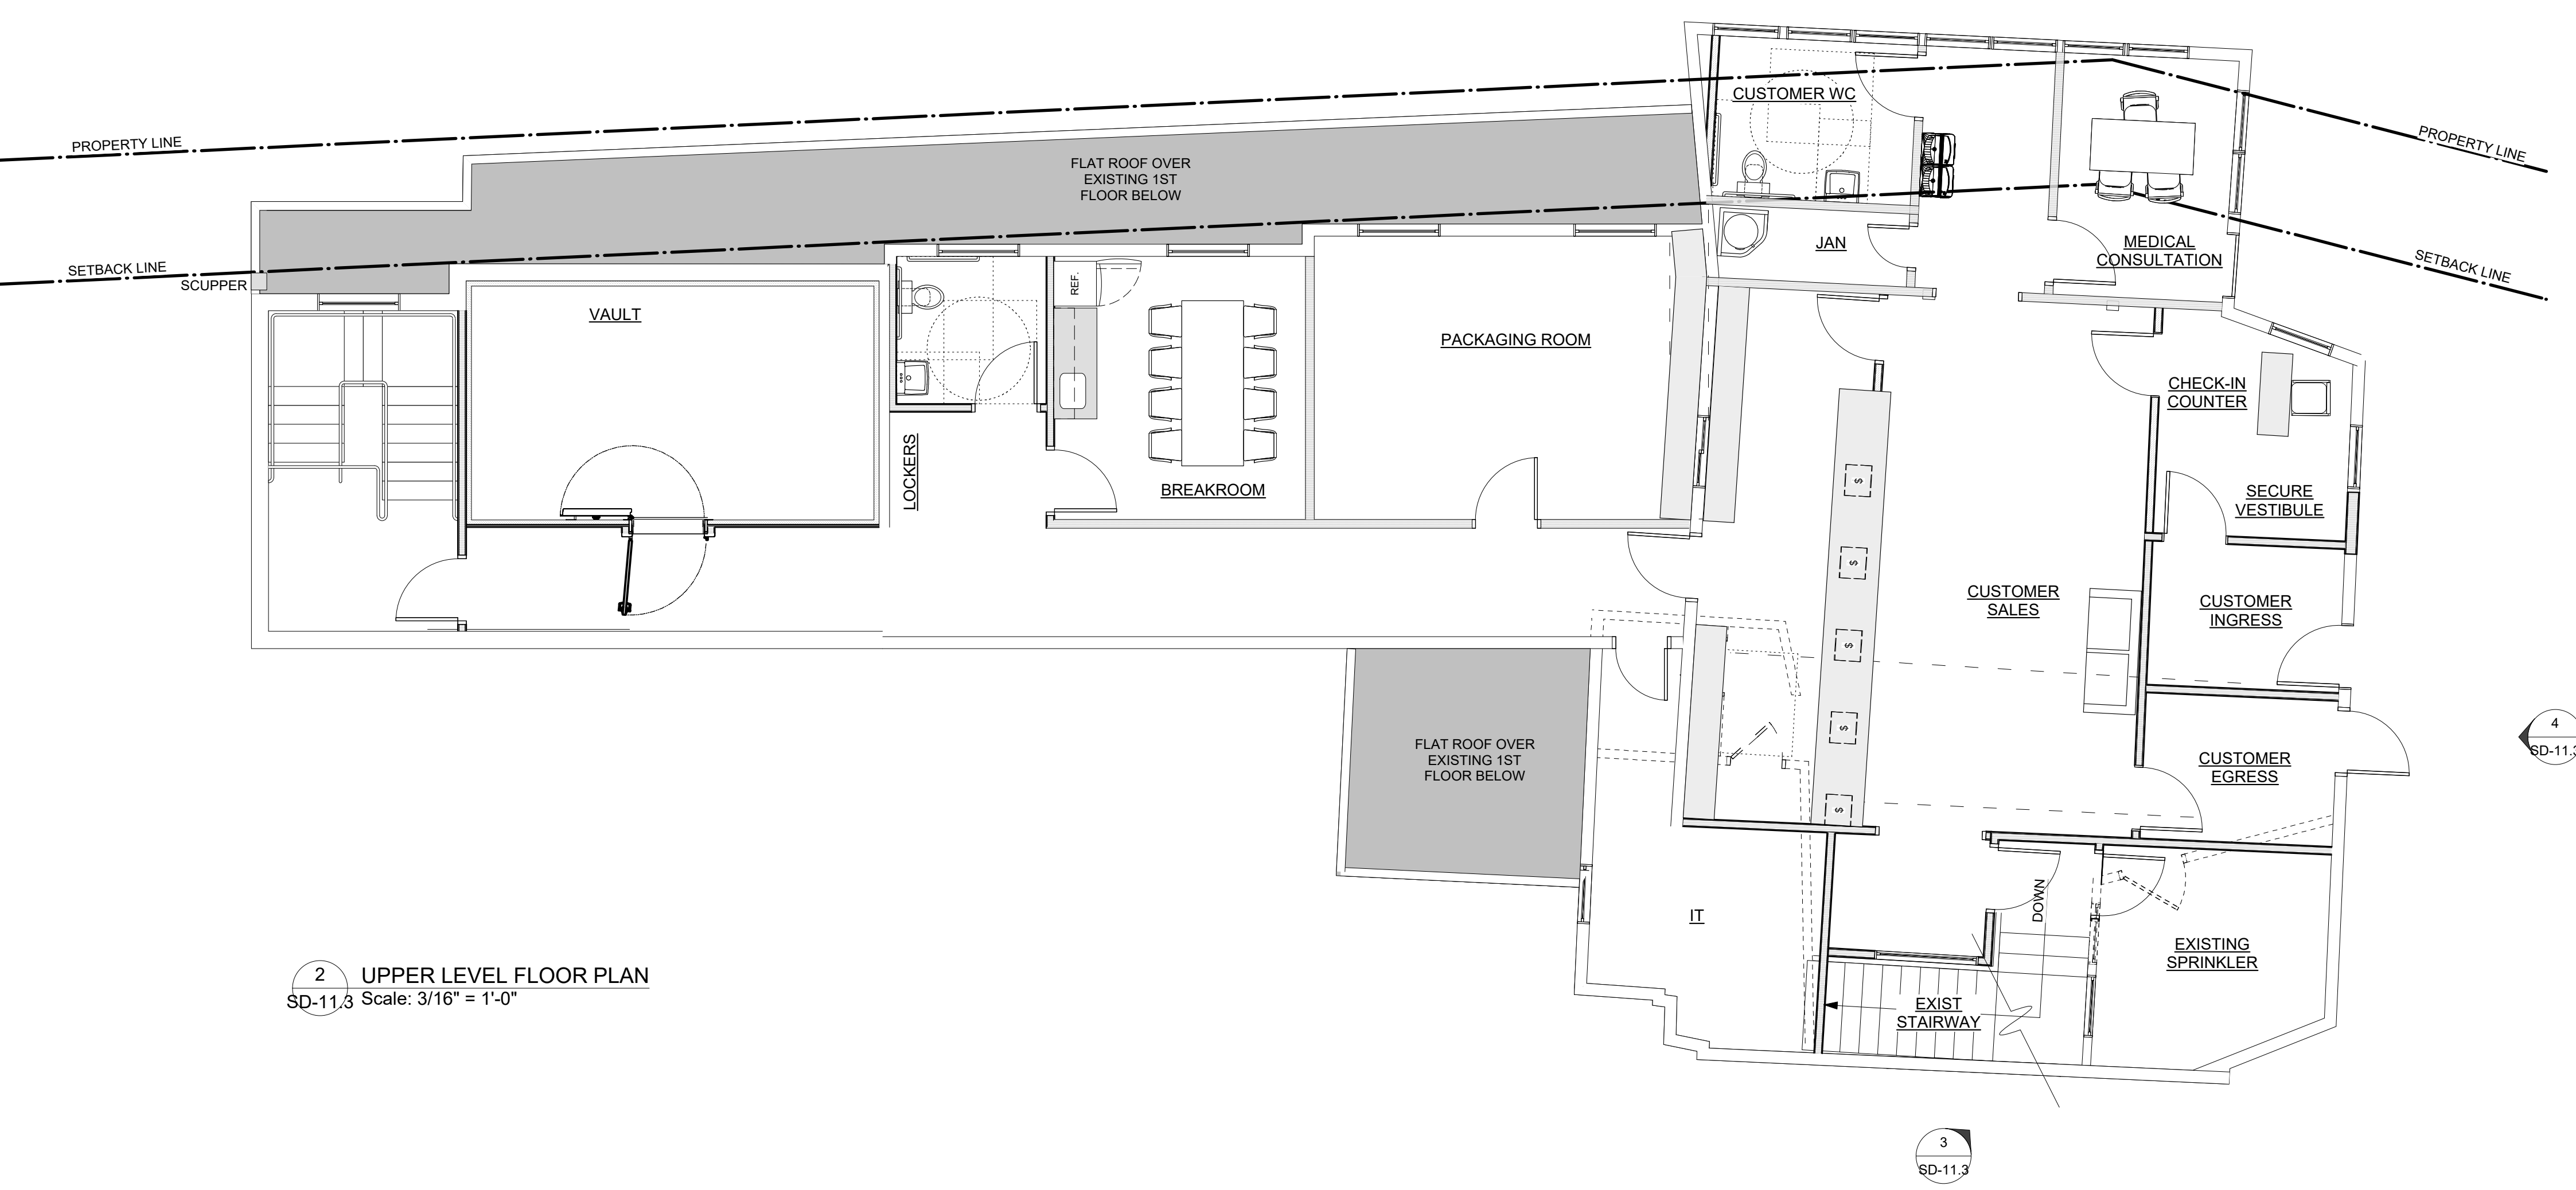 CUSTOMER WC
PROPERTY LINE
PROPERTY LINE
FLAT ROOF OVER
EXISTING 1ST
FLOOR BELOW
JAN
MEDICAL
CONSULTATION
SETBACK LINE
SETBACK LINE
SCUPPER
REF.
VAULT
PACKAGING ROOM
CHECK-IN
COUNTER
LOCKERS
BREAKROOM
SECURE
VESTIBULE
$
$
$
$
$
CUSTOMER
SALES
CUSTOMER
INGRESS
FLAT ROOF OVER
EXISTING 1ST
FLOOR BELOW
CUSTOMER
EGRESS
4
SD-11.3
DOWN
IT
EXISTING
SPRINKLER
EXIST
STAIRWAY
2
SD-11.3
UPPER LEVEL FLOOR PLAN
Scale: 3/16" = 1'-0"
3
SD-11.3